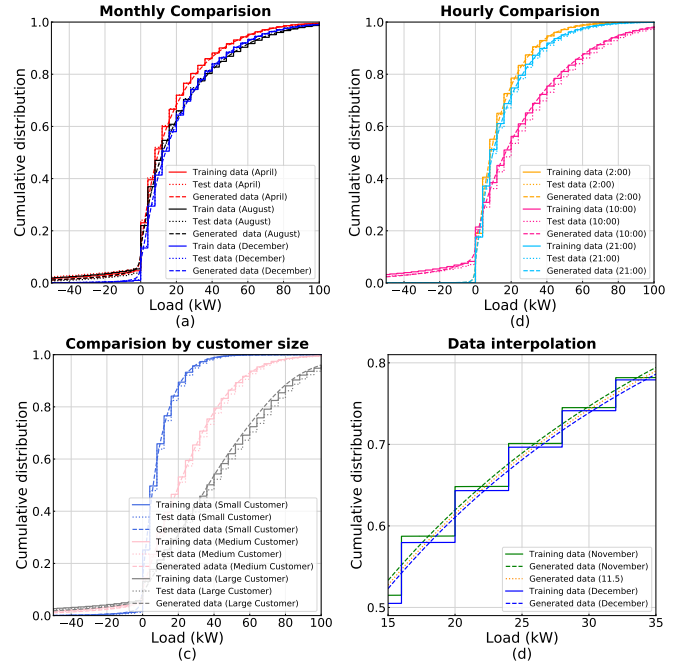 Monthly Comparision
Cumulative distribution
1.0
0.8
0.6
0.4
0.2
0.0
Training data (April)
Test data (April)
Generated data (April)
Train data (August)
Test data (August)
Generated  data (August)
Train data (December)
Test data (December)
Generated data (December)
−40 −20 0 20 40 60 80 100
Load (kW)
(a)
Hourly Comparision
Cumulative distribution
1.0
0.8
0.6
0.4
0.2
0.0
Training data (2:00)
Test data (2:00)
Generated data (2:00)
Training data (10:00)
Test data (10:00)
Generated data (10:00)
Training data (21:00)
Test data (21:00)
Generated data (21:00)
−40 −20 0 20 40 60 80 100
Load (kW)
(d)
Comparision by customer size
Cumulative distribution
1.0
0.8
0.6
0.4
0.2
0.0
Training data (Small Customer)
Test data (Small Customer)
Generated data (Small Customer)
Training data (Medium Customer)
Test data (Medium Customer)
Generated adata (Medium Customer)
Training data (Large Customer)
Test data (Large Customer)
Generated data (Large Customer)
−40 −20 0 20 40 60 80 100
Load (kW)
(c)
Data interpolation
Cumulative distribution
0.8
0.7
0.6
0.5
Training data (November)
Generated data (November)
Generated data (11.5)
Training data (December)
Generated data (December)
15 20 25 30 35
Load (kW)
(d)